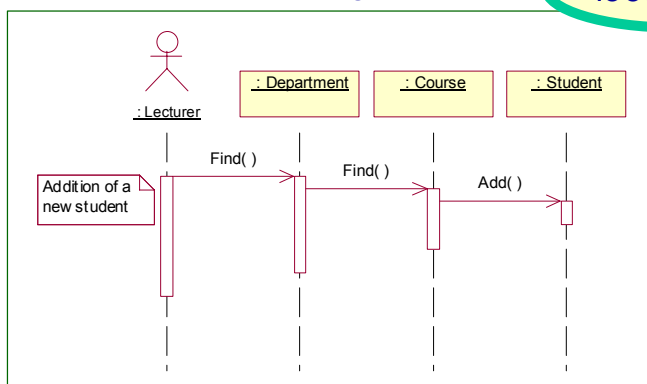 : Department
: Course
: Student
: Lecturer
Find( )
Find( )
Add( )
Addition of a
new student